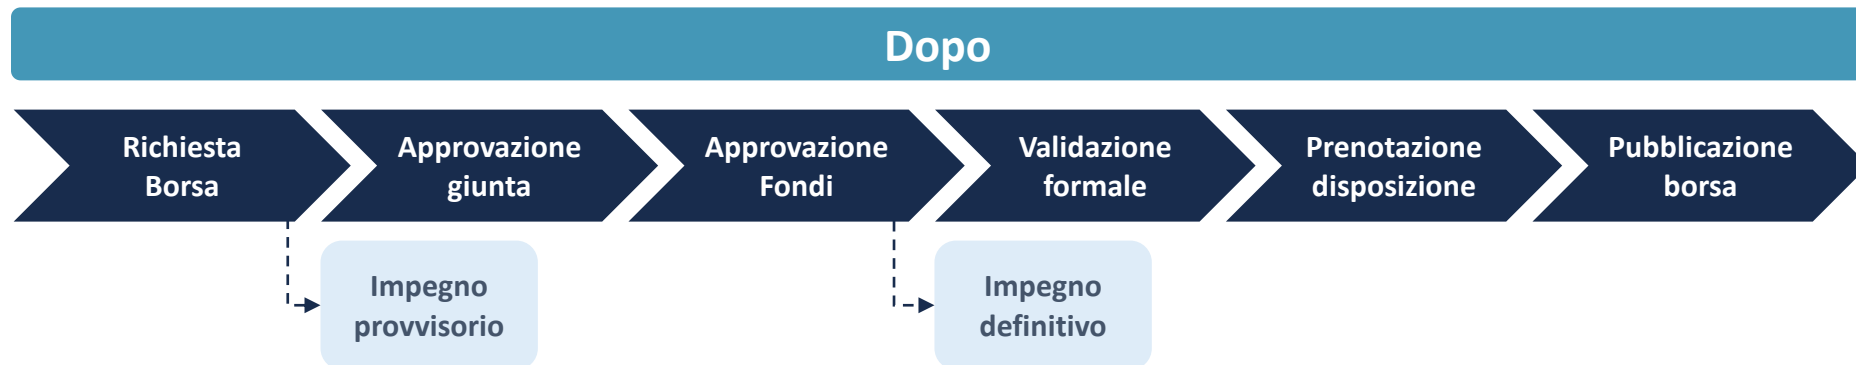 Dopo
Richiesta
Borsa
Approvazione
giunta
Approvazione
Fondi
Validazione
formale
Prenotazione
disposizione
Pubblicazione
borsa
Impegno
provvisorio
Impegno
definitivo